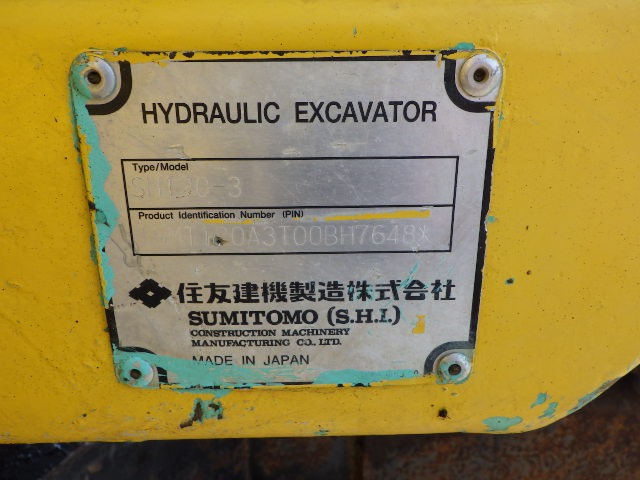 HYDRAULIC EXCAVATOR
Type/Model
Product Identification Number (PIN)
住友建機製造株式会社
SUMITOMO (S.H.I.)
CONSTRUCTION MACHINERY
MANUFACTURING CO., LTD.
MADE IN JAPAN